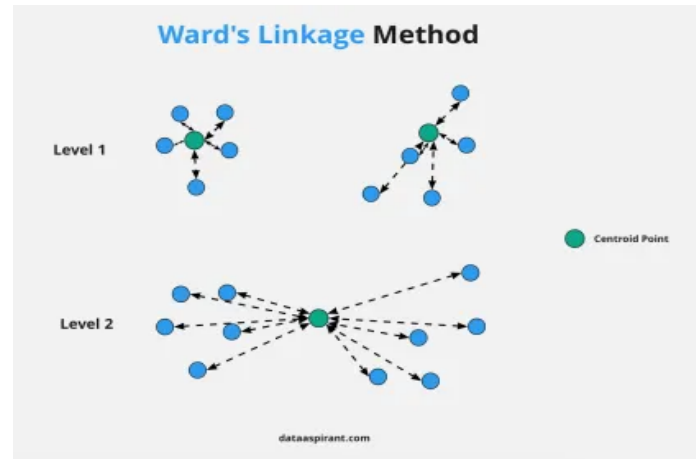 Ward's Linkage Method
Level 1
Centroid Point
Level 2
dataaspirant.com